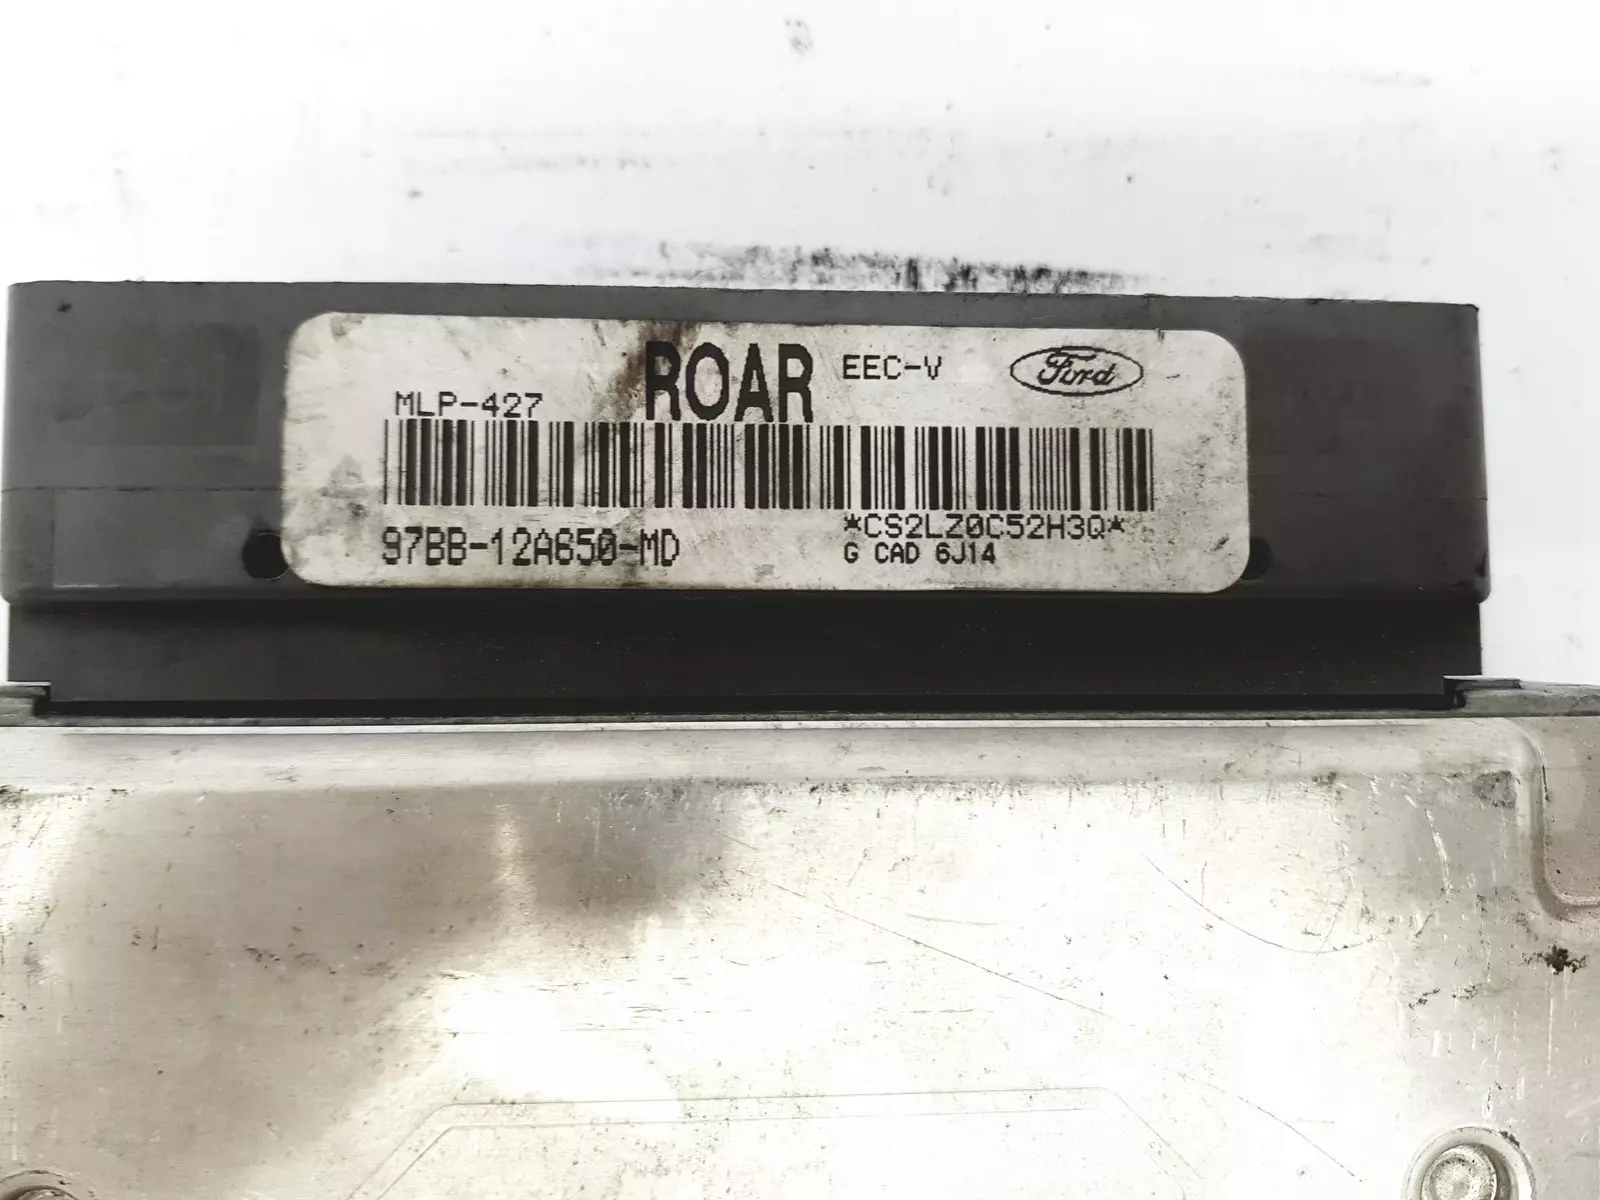 ROAR EEC-V Ford
MLP-427
97BB-12A650-MD
*CS2LZ0C52H3Q*
G CAD 6J14